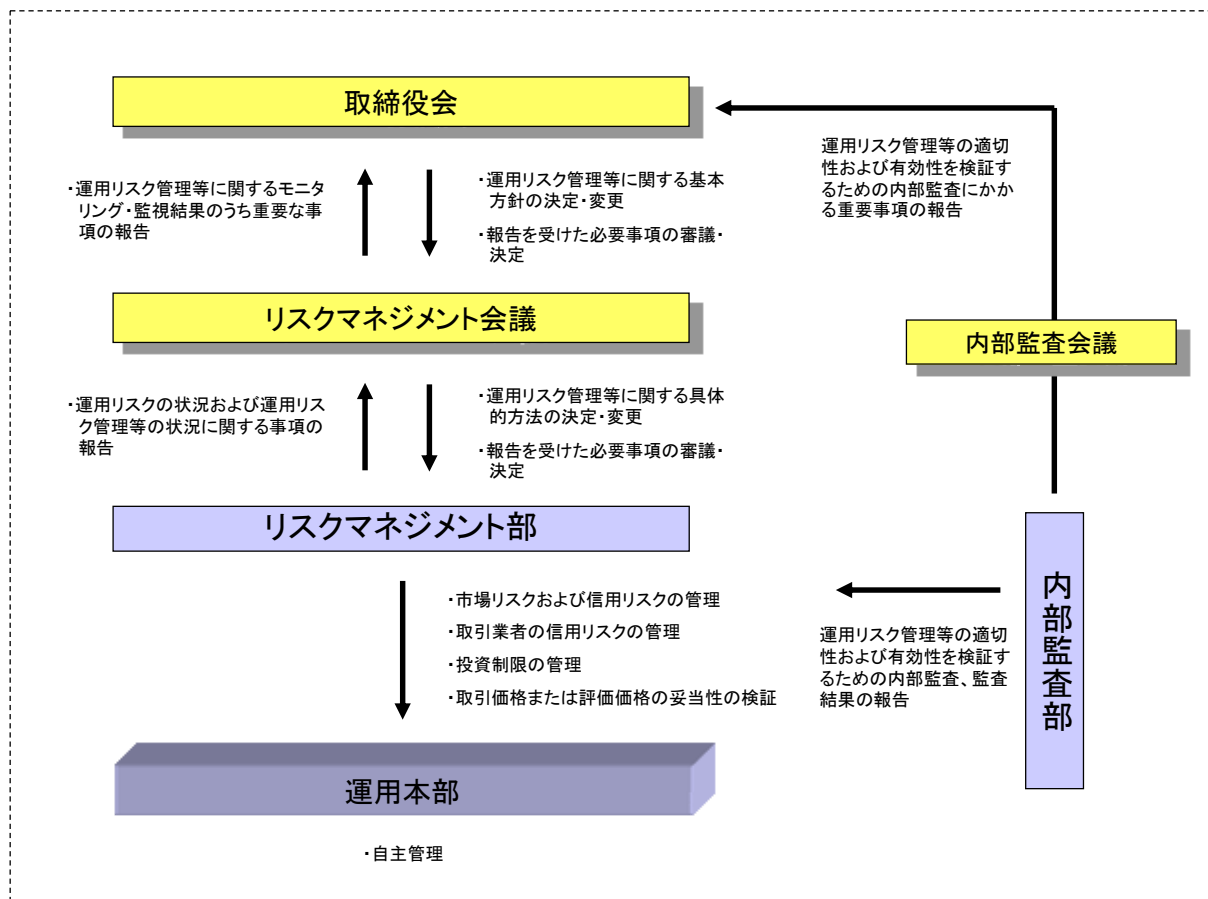 取締役会
・運用リスク管理等に関するモニ
タリング・監視結果のうち重要な事
項の報告
・運用リスク管理等に関する基本
方針の決定・変更
・報告を受けた必要事項の審議・
決定
運用リスク管理等の適切
性および有効性を検証す
るための内部監査にかか
る重要事項の報告
リスクマネジメント会議
内部監査会議
・運用リスクの状況および運用リス
ク管理等の状況に関する事項の
報告
・運用リスク管理等に関する具体
的方法の決定・変更
・報告を受けた必要事項の審議・
決定
リスクマネジメント部
内部監査部
・市場リスクおよび信用リスクの管理
・取引業者の信用リスクの管理
・投資制限の管理
・取引価格または評価価格の妥当性の検証
運用リスク管理等の適切
性および有効性を検証す
るための内部監査、監査
結果の報告
運用本部
・自主管理